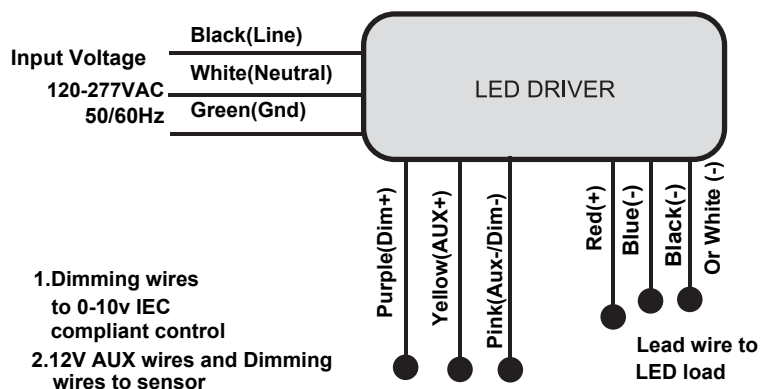 Black(Line)
Input Voltage
White(Neutral)
120-277VAC
Green(Gnd)
50/60Hz
LED DRIVER
Purple(Dim+)
Yellow(AUX+)
Pink(Aux-/Dim-)
Red(+)
Blue(-)
Black(-)
Or White (-)
1.Dimming wires
to 0-10v IEC
compliant control
2.12V AUX wires and Dimming
wires to sensor
Lead wire to
LED load